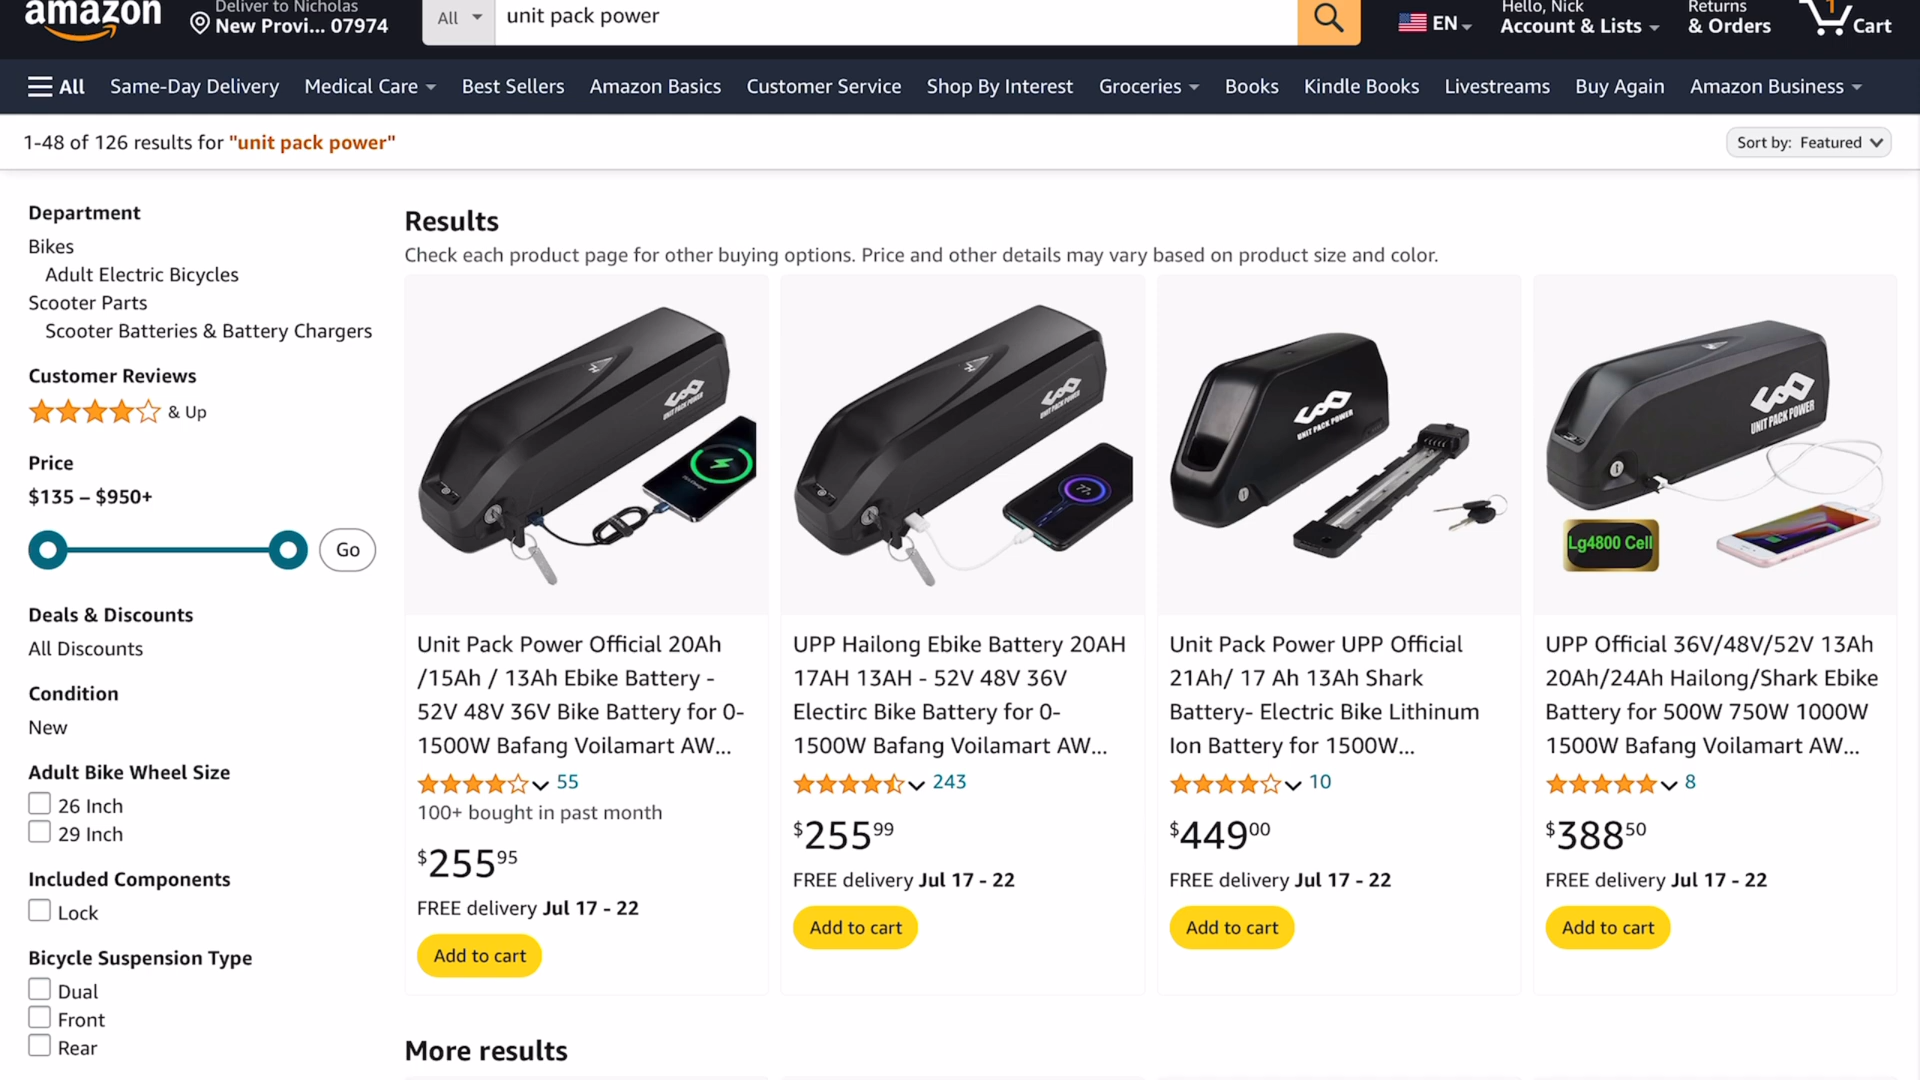 amazon
Deliver to Nicholas
New Provi... 07974
All
unit pack power
EN
Hello, Nick
Account & Lists
Returns
& Orders
1
Cart
All
Same-Day Delivery
Medical Care
Best Sellers
Amazon Basics
Customer Service
Shop By Interest
Groceries
Books
Kindle Books
Livestreams
Buy Again
Amazon Business
1-48 of 126 results for "unit pack power"
Sort by: Featured
Department
Bikes
Adult Electric Bicycles
Scooter Parts
Scooter Batteries & Battery Chargers
Customer Reviews
& Up
Price
$135 – $950+
Go
Deals & Discounts
All Discounts
Condition
New
Adult Bike Wheel Size
26 Inch
29 Inch
Included Components
Lock
Bicycle Suspension Type
Dual
Front
Rear
Results
Check each product page for other buying options. Price and other details may vary based on product size and color.
UNIT PACK POWER
Unit Pack Power Official 20Ah
/15Ah / 13Ah Ebike Battery -
52V 48V 36V Bike Battery for 0-
1500W Bafang Voilamart AW...
55
100+ bought in past month
$255.95
FREE delivery Jul 17 - 22
Add to cart
UNIT PACK POWER
77%
UPP Hailong Ebike Battery 20AH
17AH 13AH - 52V 48V 36V
Electirc Bike Battery for 0-
1500W Bafang Voilamart AW...
243
$255.99
FREE delivery Jul 17 - 22
Add to cart
UNIT PACK POWER
Unit Pack Power UPP Official
21Ah/ 17 Ah 13Ah Shark
Battery- Electric Bike Lithinum
Ion Battery for 1500W...
10
$449.00
FREE delivery Jul 17 - 22
Add to cart
UNIT PACK POWER
Lg4800 Cell
UPP Official 36V/48V/52V 13Ah
20Ah/24Ah Hailong/Shark Ebike
Battery for 500W 750W 1000W
1500W Bafang Voilamart AW...
8
$388.50
FREE delivery Jul 17 - 22
Add to cart
More results